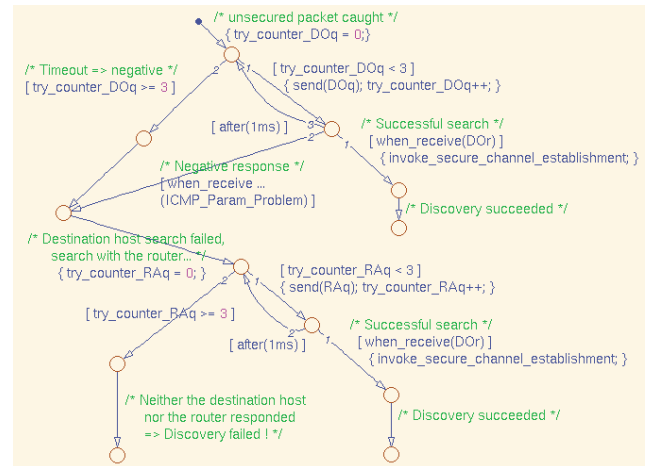 /* unsecured packet caught */
{ try_counter_DOq = 0;}
/* Timeout => negative */
[ try_counter_DOq >= 3 ]
2
1
[ try_counter_DOq < 3 ]
{ send(DOq); try_counter_DOq++; }
[ after(1ms) ]
3
2
1
/* Successful search */
[ when_receive(DOr) ]
{ invoke_secure_channel_establishment; }
/* Negative response */
[ when_receive ...
(ICMP_Param_Problem) ]
/* Discovery succeeded */
/* Destination host search failed,
search with the router... */
{ try_counter_RAq = 0; }
2
1
[ try_counter_RAq < 3 ]
{ send(RAq); try_counter_RAq++; }
[ try_counter_RAq >= 3 ]
[ after(1ms) ]
2
1
/* Successful search */
[ when_receive(DOr) ]
{ invoke_secure_channel_establishment; }
/* Neither the destination host
nor the router responded
=> Discovery failed ! */
/* Discovery succeeded */